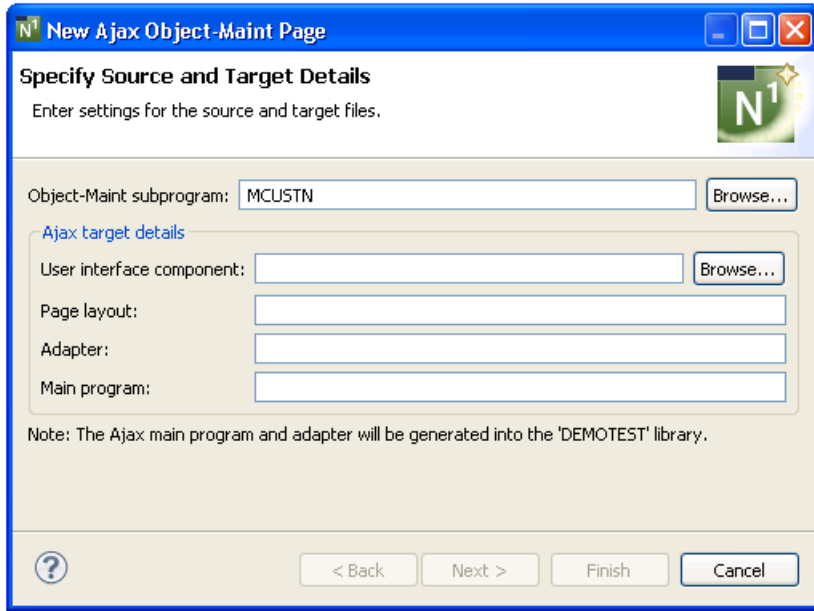 N1 New Ajax Object-Maint Page
Specify Source and Target Details
Enter settings for the source and target files.
N1
Object-Maint subprogram: MCUSTN Browse...
Ajax target details
User interface component: Browse...
Page layout:
Adapter:
Main program:
Note: The Ajax main program and adapter will be generated into the 'DEMOTEST' library.
? < Back Next > Finish Cancel